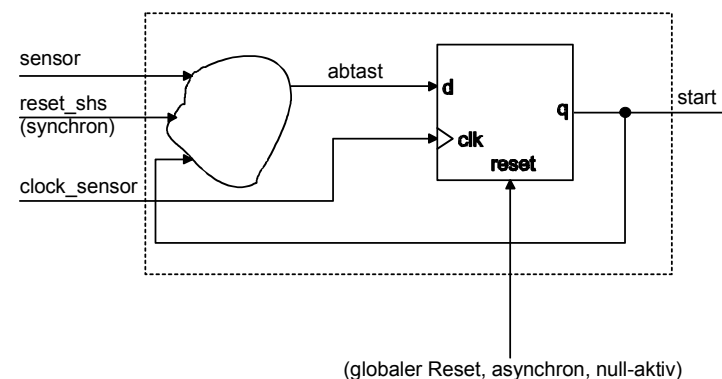 sensor
abtast
reset_shs
(synchron)
d
q
start
clk
reset
clock_sensor
(globaler Reset, asynchron, null-aktiv)